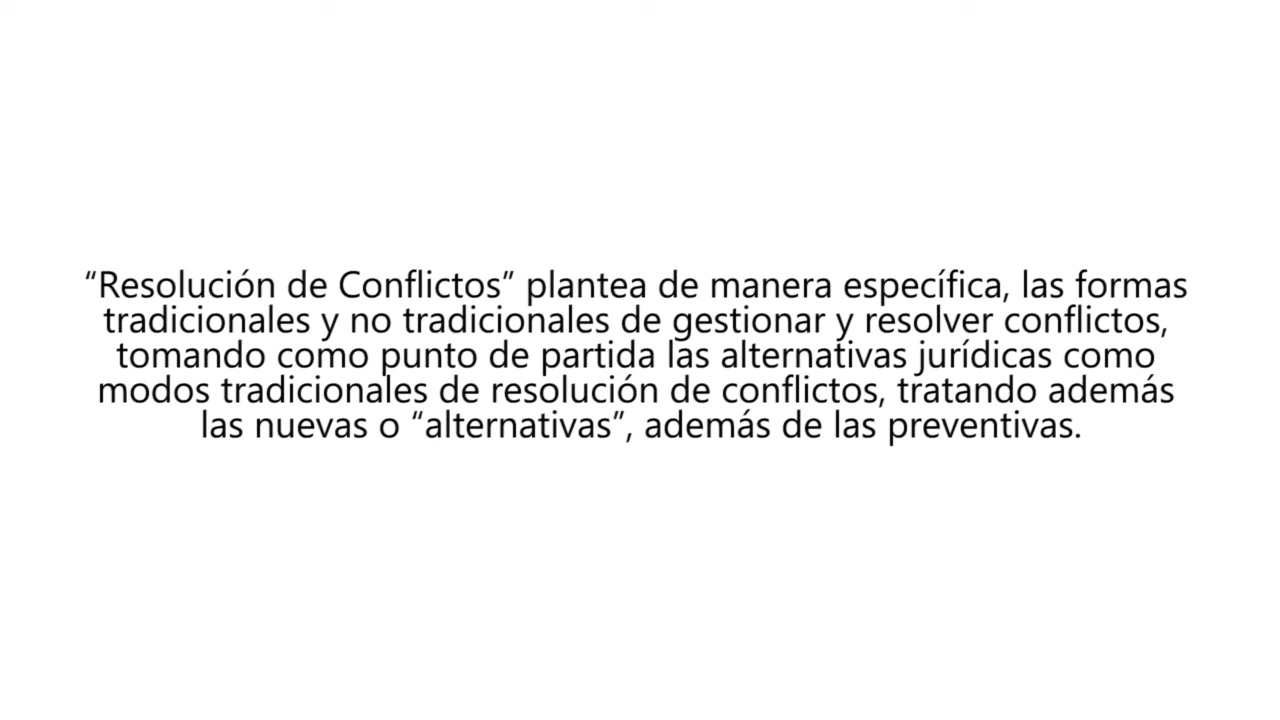 “Resolución de Conflictos” plantea de manera específica, las formas
tradicionales y no tradicionales de gestionar y resolver conflictos,
tomando como punto de partida las alternativas jurídicas como
modos tradicionales de resolución de conflictos, tratando además
las nuevas o “alternativas”, además de las preventivas.